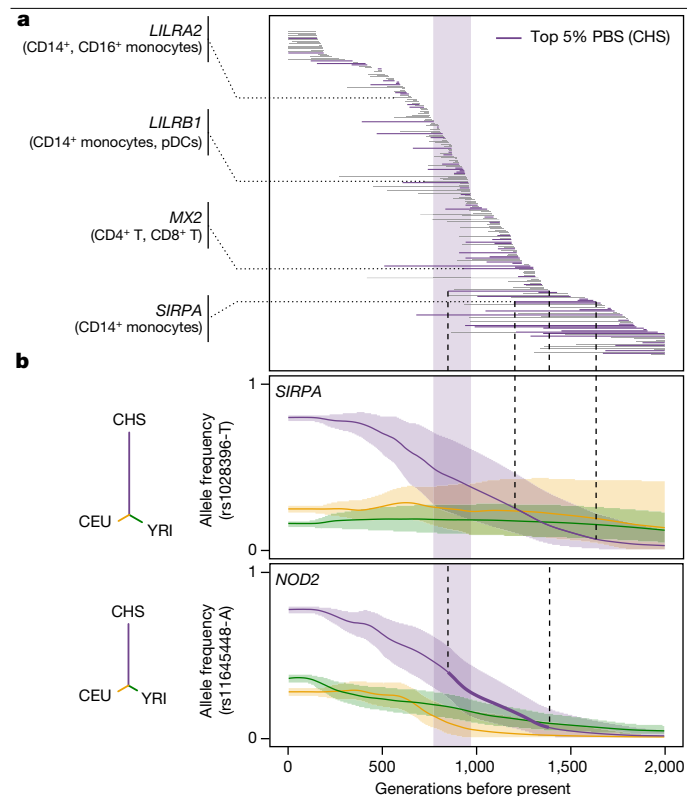 a
LILRA2
(CD14⁺, CD16⁺ monocytes)
LILRB1
(CD14⁺ monocytes, pDCs)
MX2
(CD4⁺ T, CD8⁺ T)
SIRPA
(CD14⁺ monocytes)
Top 5% PBS (CHS)
b
CHS
CEU
YRI
Allele frequency
(rs1028396-T)
1
0
SIRPA
CHS
CEU
YRI
Allele frequency
(rs11645448-A)
1
0
NOD2
0 500 1,000 1,500 2,000
Generations before present